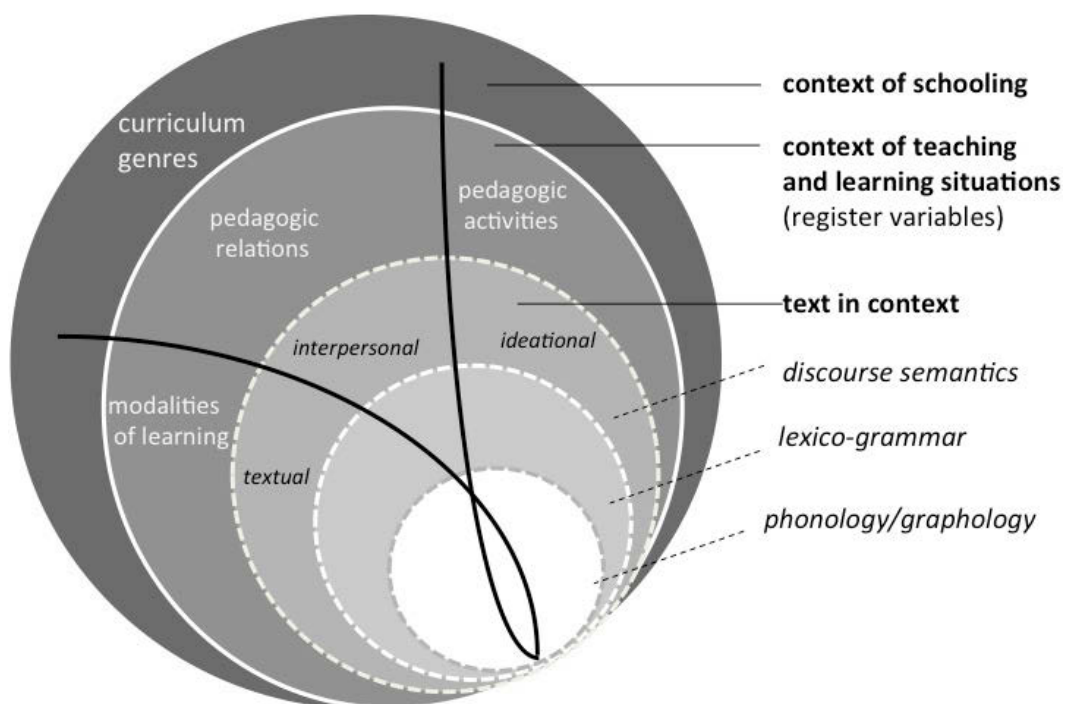 context of schooling
curriculum
genres
context of teaching
and learning situations
(register variables)
pedagogic
activities
pedagogic
relations
text in context
interpersonal
ideational
discourse semantics
modalities
of learning
lexico-grammar
textual
phonology/graphology